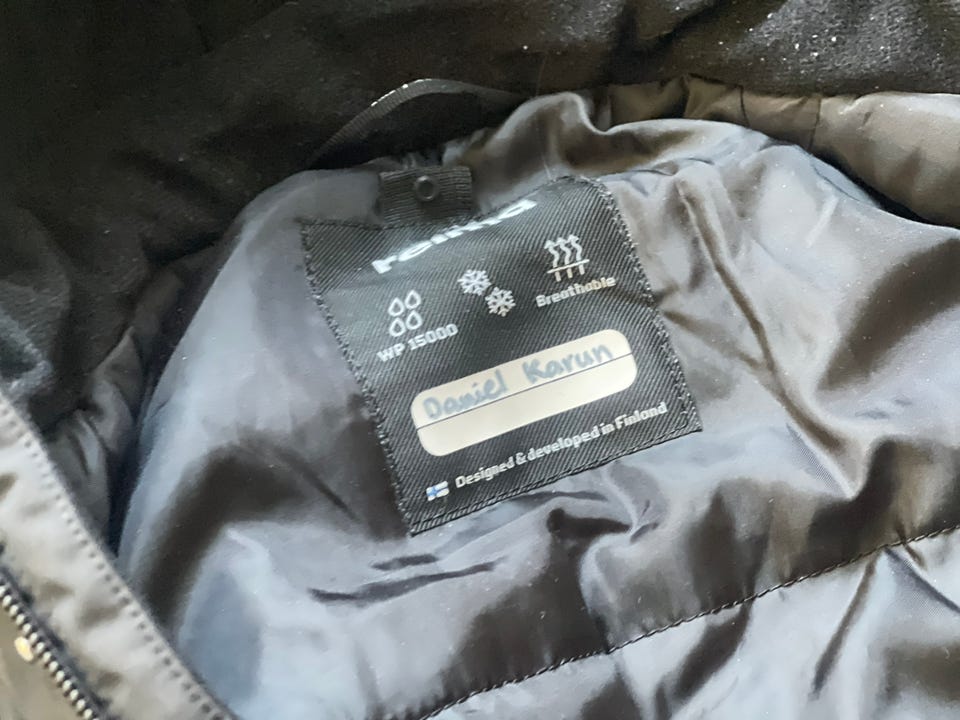 reima
WP 15000
Breathable
Daniel Karun
Designed & developed in Finland